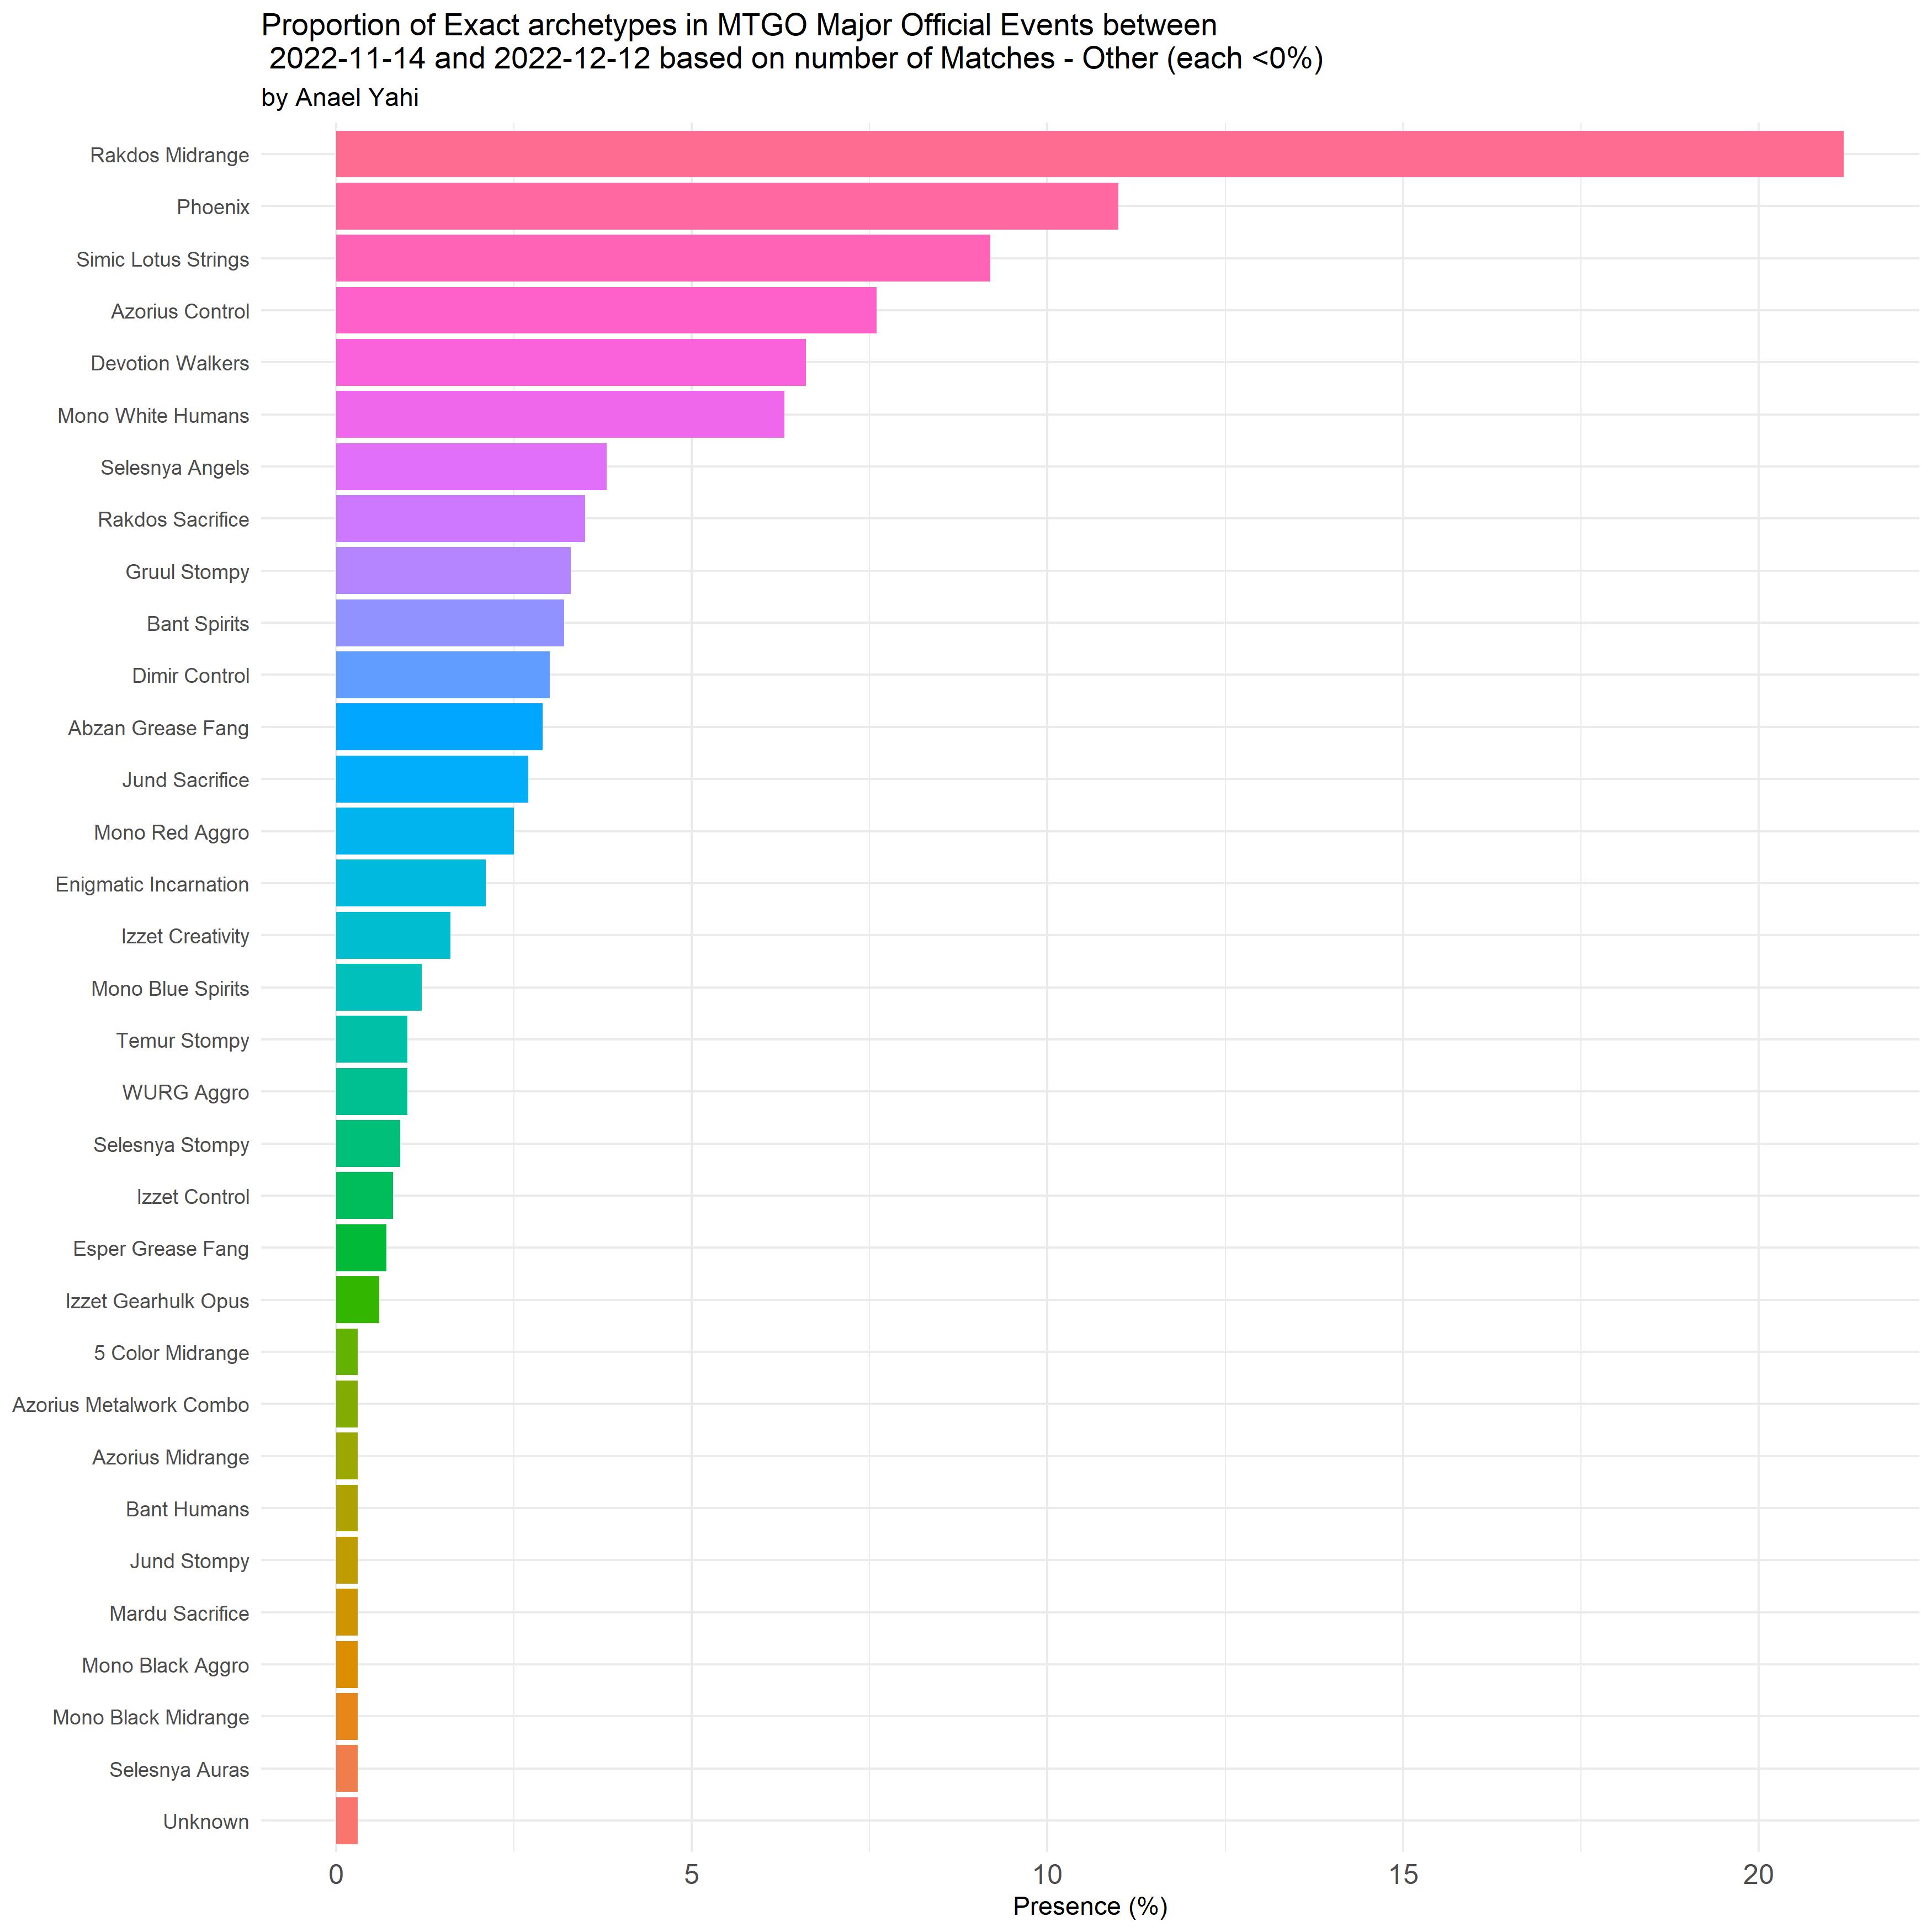 Proportion of Exact archetypes in MTGO Major Official Events between
2022-11-14 and 2022-12-12 based on number of Matches - Other (each <0%)
by Anael Yahi
Rakdos Midrange
Phoenix
Simic Lotus Strings
Azorius Control
Devotion Walkers
Mono White Humans
Selesnya Angels
Rakdos Sacrifice
Gruul Stompy
Bant Spirits
Dimir Control
Abzan Grease Fang
Jund Sacrifice
Mono Red Aggro
Enigmatic Incarnation
Izzet Creativity
Mono Blue Spirits
Temur Stompy
WURG Aggro
Selesnya Stompy
Izzet Control
Esper Grease Fang
Izzet Gearhulk Opus
5 Color Midrange
Azorius Metalwork Combo
Azorius Midrange
Bant Humans
Jund Stompy
Mardu Sacrifice
Mono Black Aggro
Mono Black Midrange
Selesnya Auras
Unknown
0 5 10 15 20
Presence (%)